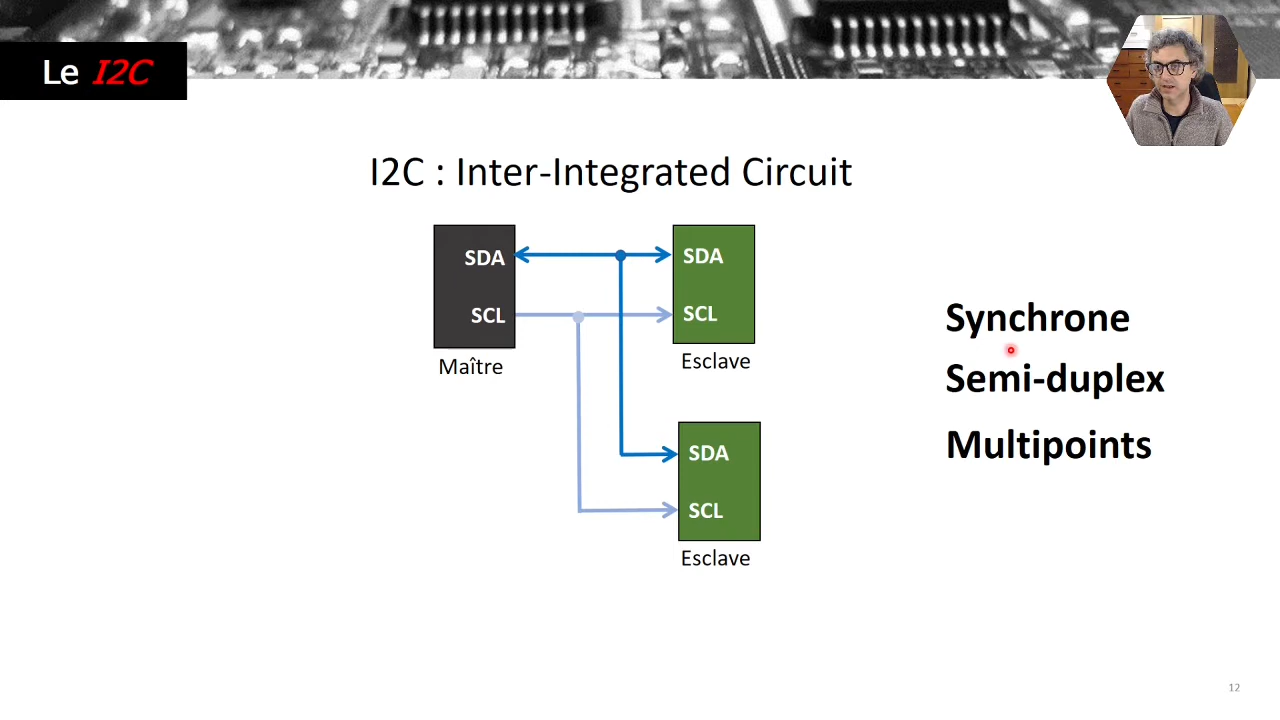 Le I2C
I2C : Inter-Integrated Circuit
SDA
SCL
Maître
SDA
SCL
Esclave
SDA
SCL
Esclave
Synchrone
Semi-duplex
Multipoints
12